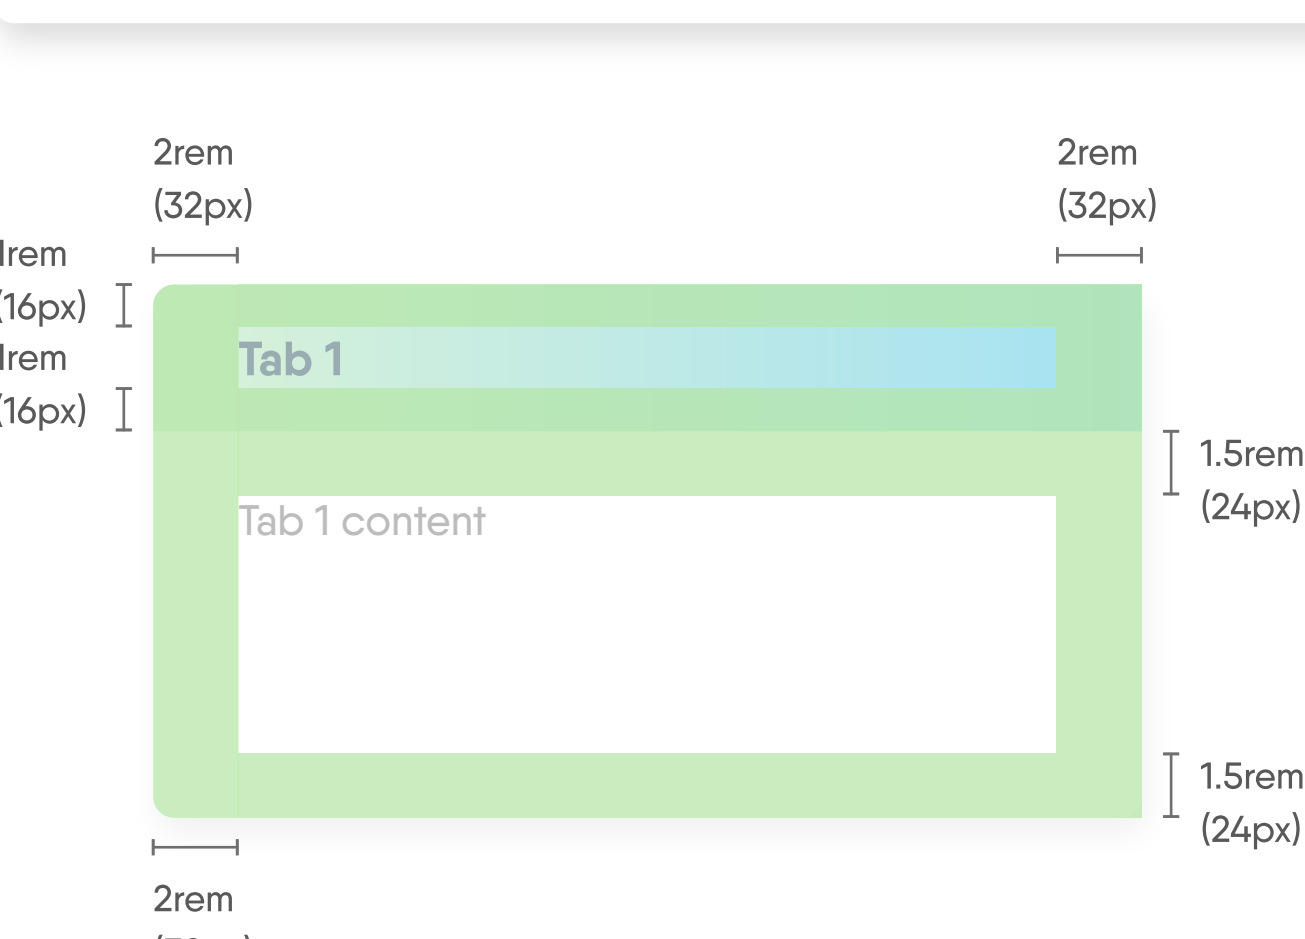 2rem
(32px)
2rem
(32px)
1rem
(16px)
1rem
(16px)
Tab 1
1.5rem
(24px)
Tab 1 content
1.5rem
(24px)
2rem